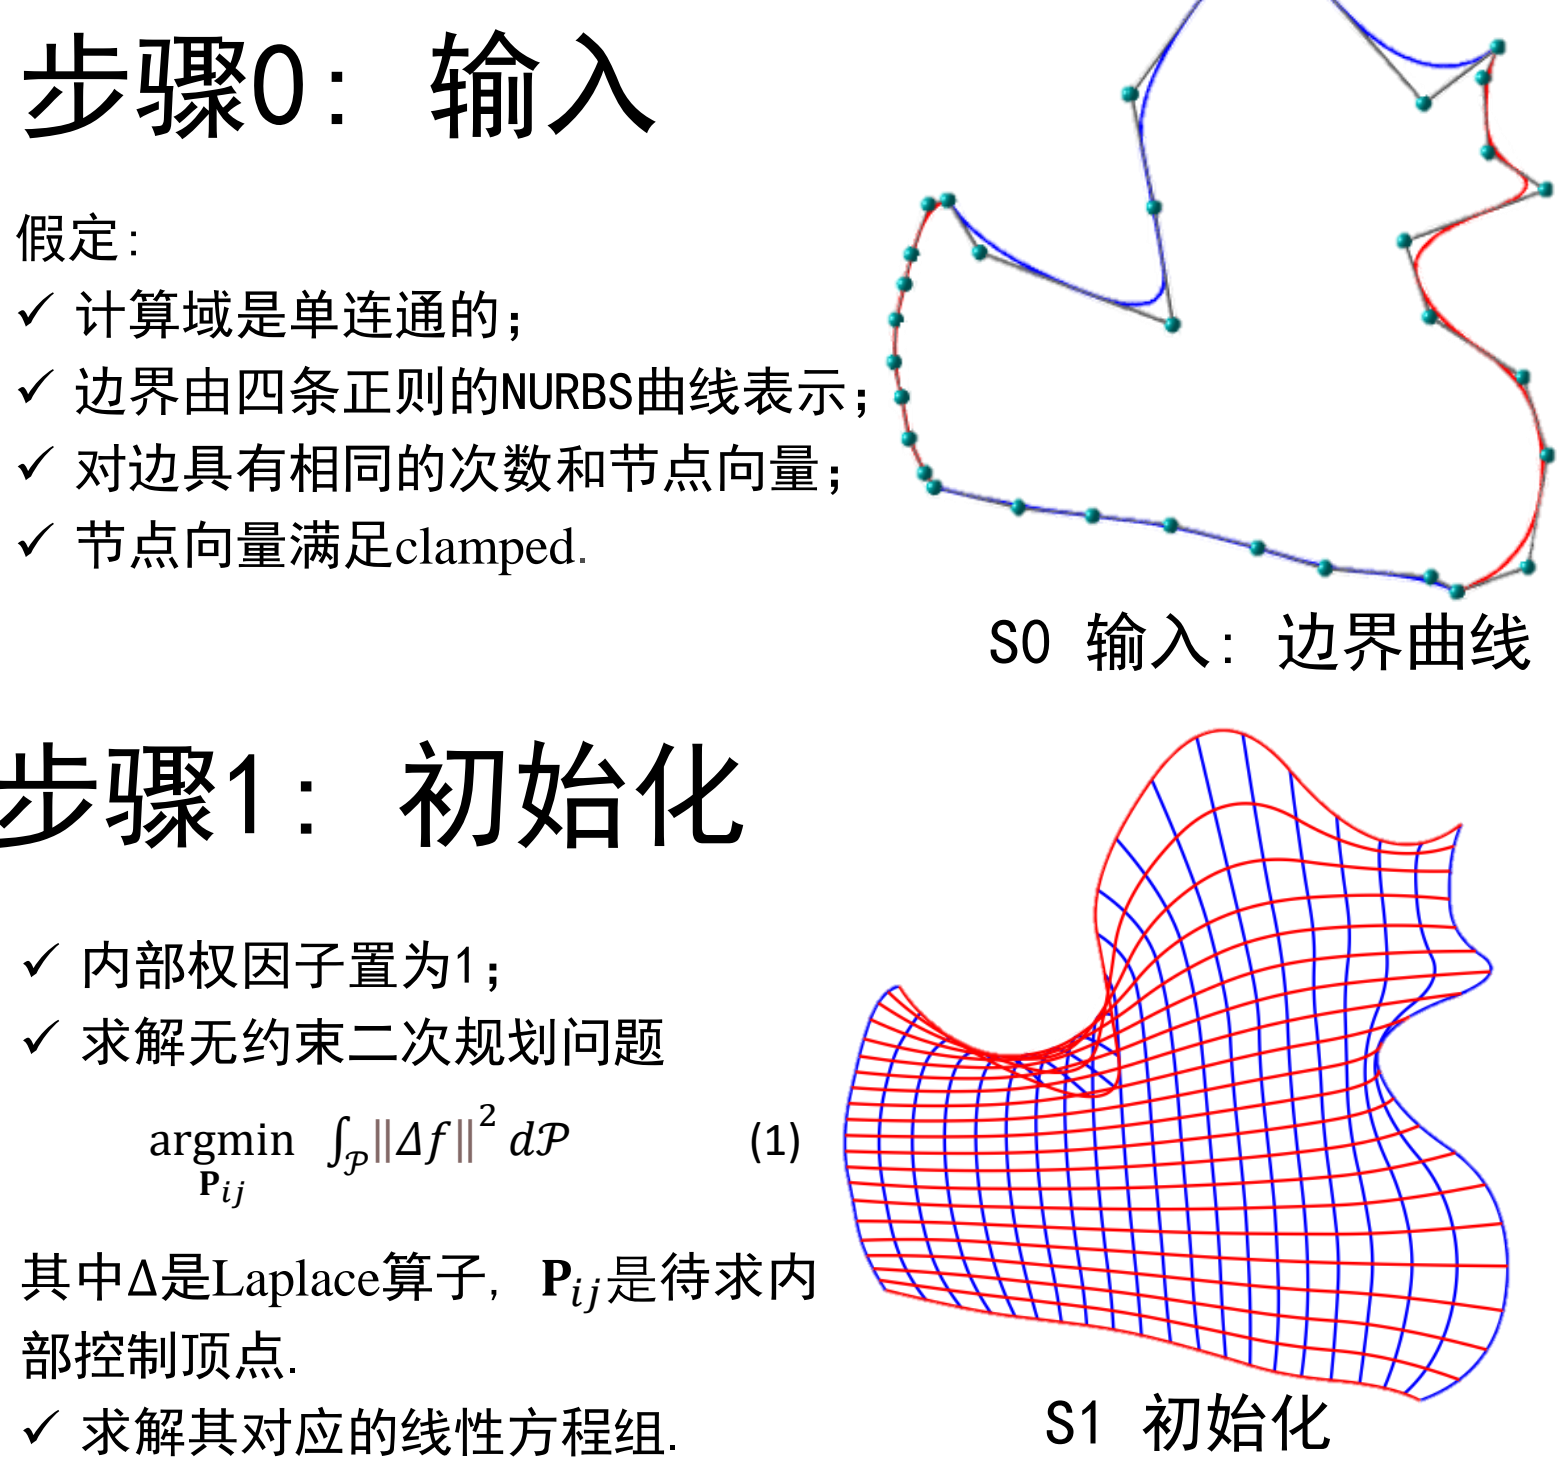 步骤0: 输入
假定:
✓ 计算域是单连通的；
✓ 边界由四条正则的NURBS曲线表示；
✓ 对边具有相同的次数和节点向量；
✓ 节点向量满足clamped.
S0 输入: 边界曲线
步骤1: 初始化
✓ 内部权因子置为1；
✓ 求解无约束二次规划问题
argmin ∫_𝒫 ‖Δf‖² d𝒫 (1)
P_ij
其中Δ是Laplace算子, P_ij是待求内
部控制顶点.
✓ 求解其对应的线性方程组.
S1 初始化